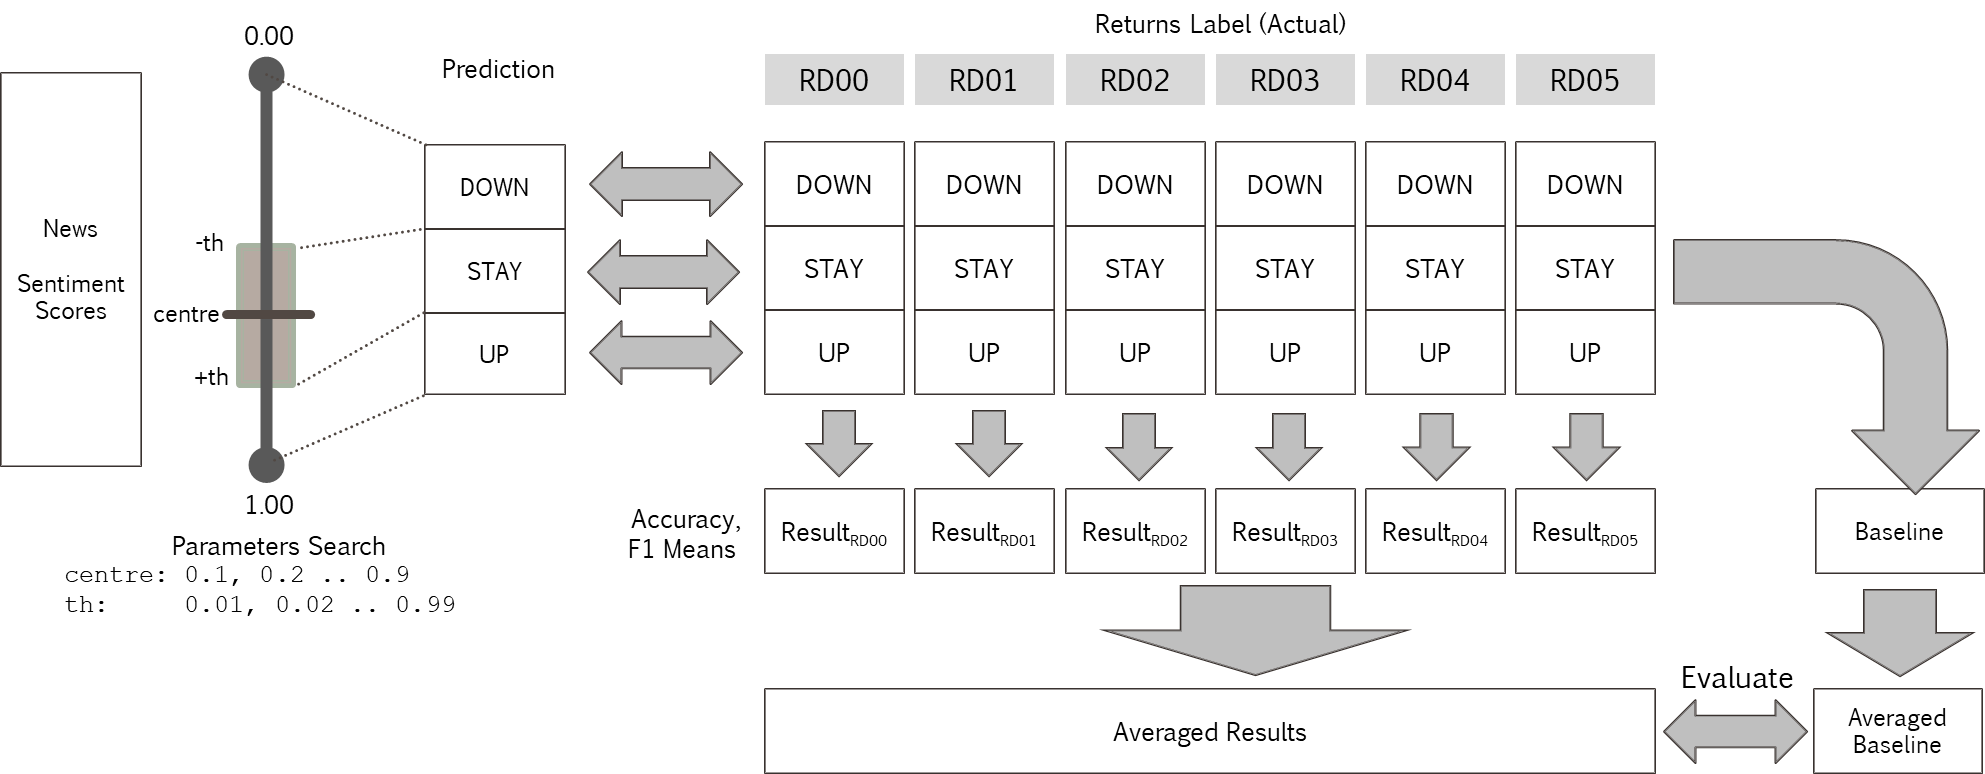 Returns Label (Actual)
0.00
Prediction
RD00 RD01 RD02 RD03 RD04 RD05
News
Sentiment
Scores
-th
centre
+th
1.00
DOWN
STAY
UP
DOWN DOWN DOWN DOWN DOWN DOWN
STAY STAY STAY STAY STAY STAY
UP UP UP UP UP UP
Parameters Search
centre: 0.1, 0.2 .. 0.9
th: 0.01, 0.02 .. 0.99
Accuracy,
F1 Means
ResultRD00 ResultRD01 ResultRD02 ResultRD03 ResultRD04 ResultRD05
Baseline
Averaged Results
Evaluate
Averaged
Baseline